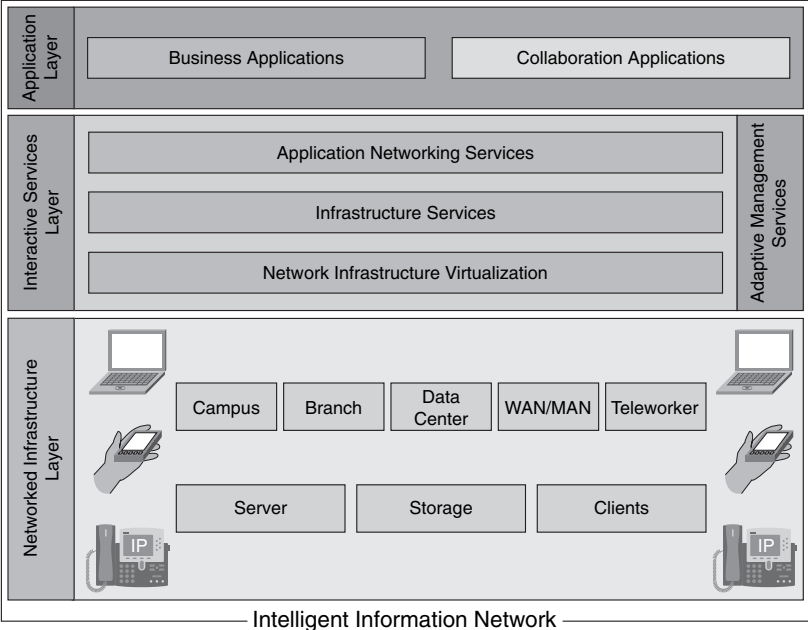 Application
Layer
Business Applications
Collaboration Applications
Interactive Services
Layer
Application Networking Services
Infrastructure Services
Network Infrastructure Virtualization
Adaptive Management
Services
Networked Infrastructure
Layer
Campus
Branch
Data
Center
WAN/MAN
Teleworker
Server
Storage
Clients
IP
IP
Intelligent Information Network